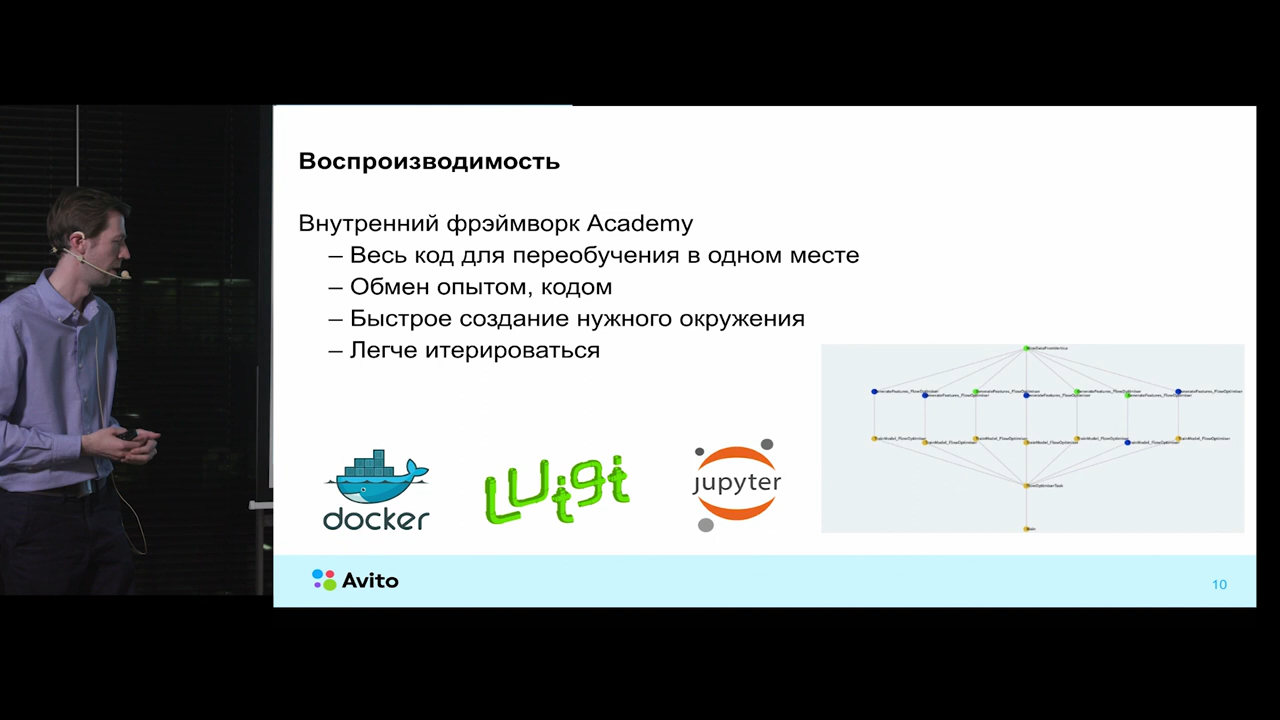 Воспроизводимость
Внутренний фрэймворк Academy
– Весь код для переобучения в одном месте
– Обмен опытом, кодом
– Быстрое создание нужного окружения
– Легче итерироваться
docker
Luigi
jupyter
Avito
10